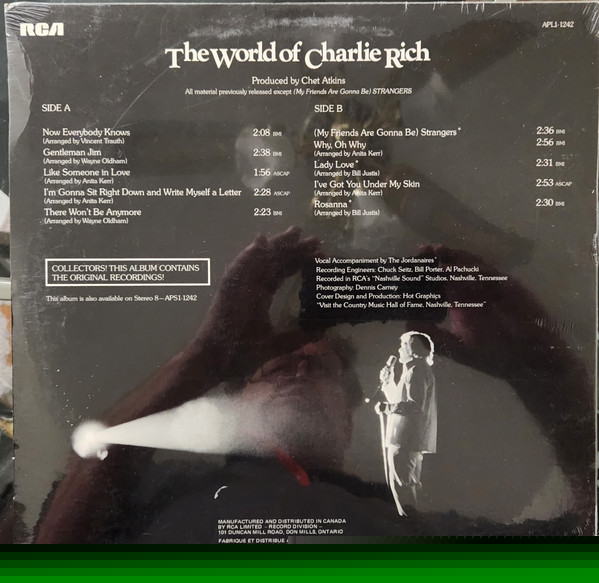 RCA
APL1-1242
The World of Charlie Rich
Produced by Chet Atkins
All material previously released except (My Friends Are Gonna Be) STRANGERS
SIDE A
Now Everybody Knows 2:08 BMI
(Arranged by Vincent Trauth)
Gentleman Jim 2:38 BMI
(Arranged by Wayne Oldham)
Like Someone in Love 1:56 ASCAP
(Arranged by Anita Kerr)
I'm Gonna Sit Right Down and Write Myself a Letter 2:28 ASCAP
(Arranged by Anita Kerr)
There Won't Be Anymore 2:23 BMI
(Arranged by Wayne Oldham)
SIDE B
(My Friends Are Gonna Be) Strangers* 2:36 BMI
Why, Oh Why 2:56 BMI
(Arranged by Anita Kerr)
Lady Love* 2:31 BMI
(Arranged by Bill Justis)
I've Got You Under My Skin 2:53 ASCAP
(Arranged by Anita Kerr)
Rosanna* 2:30 BMI
(Arranged by Bill Justis)
COLLECTORS! THIS ALBUM CONTAINS
THE ORIGINAL RECORDINGS!
This album is also available on Stereo 8—APS1-1242
Vocal Accompaniment by The Jordanaires*
Recording Engineers: Chuck Seitz, Bill Porter, Al Pachucki
Recorded in RCA's "Nashville Sound" Studios, Nashville, Tennessee
Photography: Dennis Carney
Cover Design and Production: Hot Graphics
"Visit the Country Music Hall of Fame, Nashville, Tennessee"
MANUFACTURED AND DISTRIBUTED IN CANADA
BY RCA LIMITED – RECORD DIVISION –
101 DUNCAN MILL ROAD, DON MILLS, ONTARIO
FABRIQUE ET DISTRIBUE